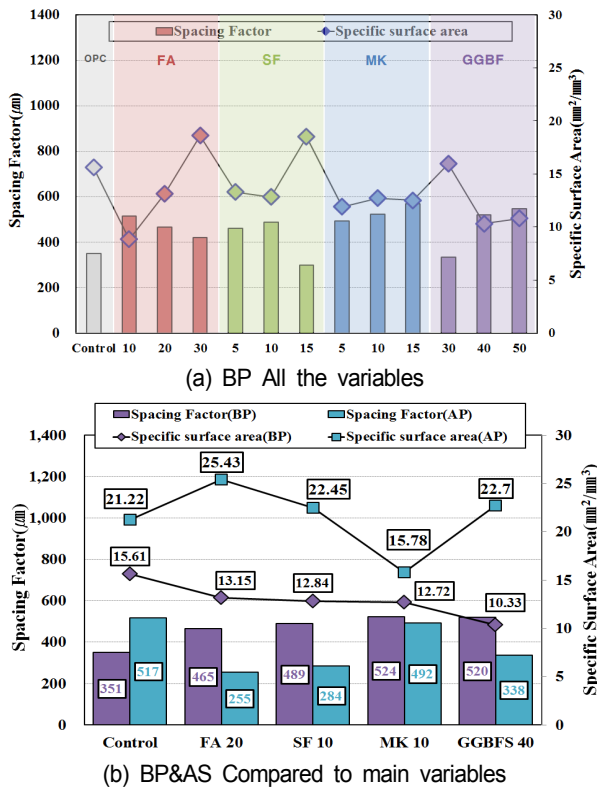 1400
1200
1000
800
600
400
200
0
Spacing Factor(㎛)
Spacing Factor Specific surface area
OPC FA SF MK GGBF
30
25
20
15
10
5
0
Specific Surface Area(㎟/㎣)
Control 10 20 30 5 10 15 5 10 15 30 40 50
(a) BP All the variables
Spacing Factor(BP) Spacing Factor(AP)
Specific surface area(BP) Specific surface area(AP)
1,400
1,200
1,000
800
600
400
200
0
Spacing Factor(㎛)
21.22 25.43 22.45 15.78 22.7
15.61 13.15 12.84 12.72 10.33
351 517 465 255 489 284 524 492 520 338
30
25
20
15
10
5
0
Specific Surface Area(㎟/㎣)
Control FA 20 SF 10 MK 10 GGBFS 40
(b) BP&AS Compared to main variables